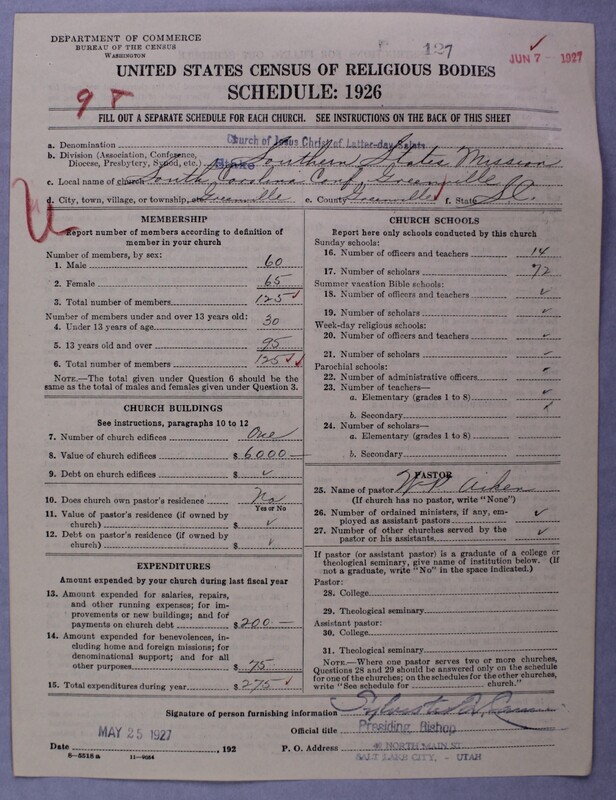 DEPARTMENT OF COMMERCE
BUREAU OF THE CENSUS
WASHINGTON
127
JUN 7 - 1927
UNITED STATES CENSUS OF RELIGIOUS BODIES
SCHEDULE: 1926
98
FILL OUT A SEPARATE SCHEDULE FOR EACH CHURCH. SEE INSTRUCTIONS ON THE BACK OF THIS SHEET
a. Denomination Church of Jesus Christ of Latter-day Saints
b. Division (Association, Conference, Diocese, Presbytery, Synod, etc.) Stake Southern States Mission
c. Local name of church South Carolina Conf. Greenville
d. City, town, village, or township, etc. Greenville e. County Greenville f. State S.C.
MEMBERSHIP
Report number of members according to definition of
member in your church
Number of members, by sex:
1. Male 60
2. Female 65
3. Total number of members 125
Number of members under and over 13 years old:
4. Under 13 years of age 30
5. 13 years old and over 95
6. Total number of members 125
NOTE.—The total given under Question 6 should be the
same as the total of males and females given under Question 3.
CHURCH BUILDINGS
See instructions, paragraphs 10 to 12
7. Number of church edifices One
8. Value of church edifices $6000—
9. Debt on church edifices $ ✓
10. Does church own pastor's residence No
Yes or No
11. Value of pastor's residence (if owned by
church) $ ✓
12. Debt on pastor's residence (if owned by
church) $ ✓
EXPENDITURES
Amount expended by your church during last fiscal year
13. Amount expended for salaries, repairs,
and other running expenses; for im-
provements or new buildings; and for
payments on church debt $200—
14. Amount expended for benevolences, in-
cluding home and foreign missions; for
denominational support; and for all
other purposes $75
15. Total expenditures during year $275
CHURCH SCHOOLS
Report here only schools conducted by this church
Sunday schools:
16. Number of officers and teachers 14
17. Number of scholars 72
Summer vacation Bible schools:
18. Number of officers and teachers ✓
19. Number of scholars ✓
Week-day religious schools:
20. Number of officers and teachers ✓
21. Number of scholars ✓
Parochial schools:
22. Number of administrative officers ✓
23. Number of teachers—
a. Elementary (grades 1 to 8) ✓
b. Secondary ✓
24. Number of scholars—
a. Elementary (grades 1 to 8) ✓
b. Secondary ✓
PASTOR
25. Name of pastor Aiken
(If church has no pastor, write "None")
26. Number of ordained ministers, if any, em-
ployed as assistant pastors ✓
27. Number of other churches served by the
pastor or his assistants ✓
If pastor (or assistant pastor) is a graduate of a college or
theological seminary, give name of institution below. (If
not a graduate, write "No" in the space indicated.)
Pastor:
28. College
29. Theological seminary
Assistant pastor:
30. College
31. Theological seminary
NOTE.—Where one pastor serves two or more churches,
Questions 28 and 29 should be answered only on the schedule
for one of the churches; on the schedules for the other churches,
write "See schedule for church."
Signature of person furnishing information Sylvester Q. Cannon
Official title Presiding Bishop
Date MAY 25 1927, 192 P. O. Address 40 NORTH MAIN ST.
SALT LAKE CITY, - UTAH
8—5518 a 11—9084